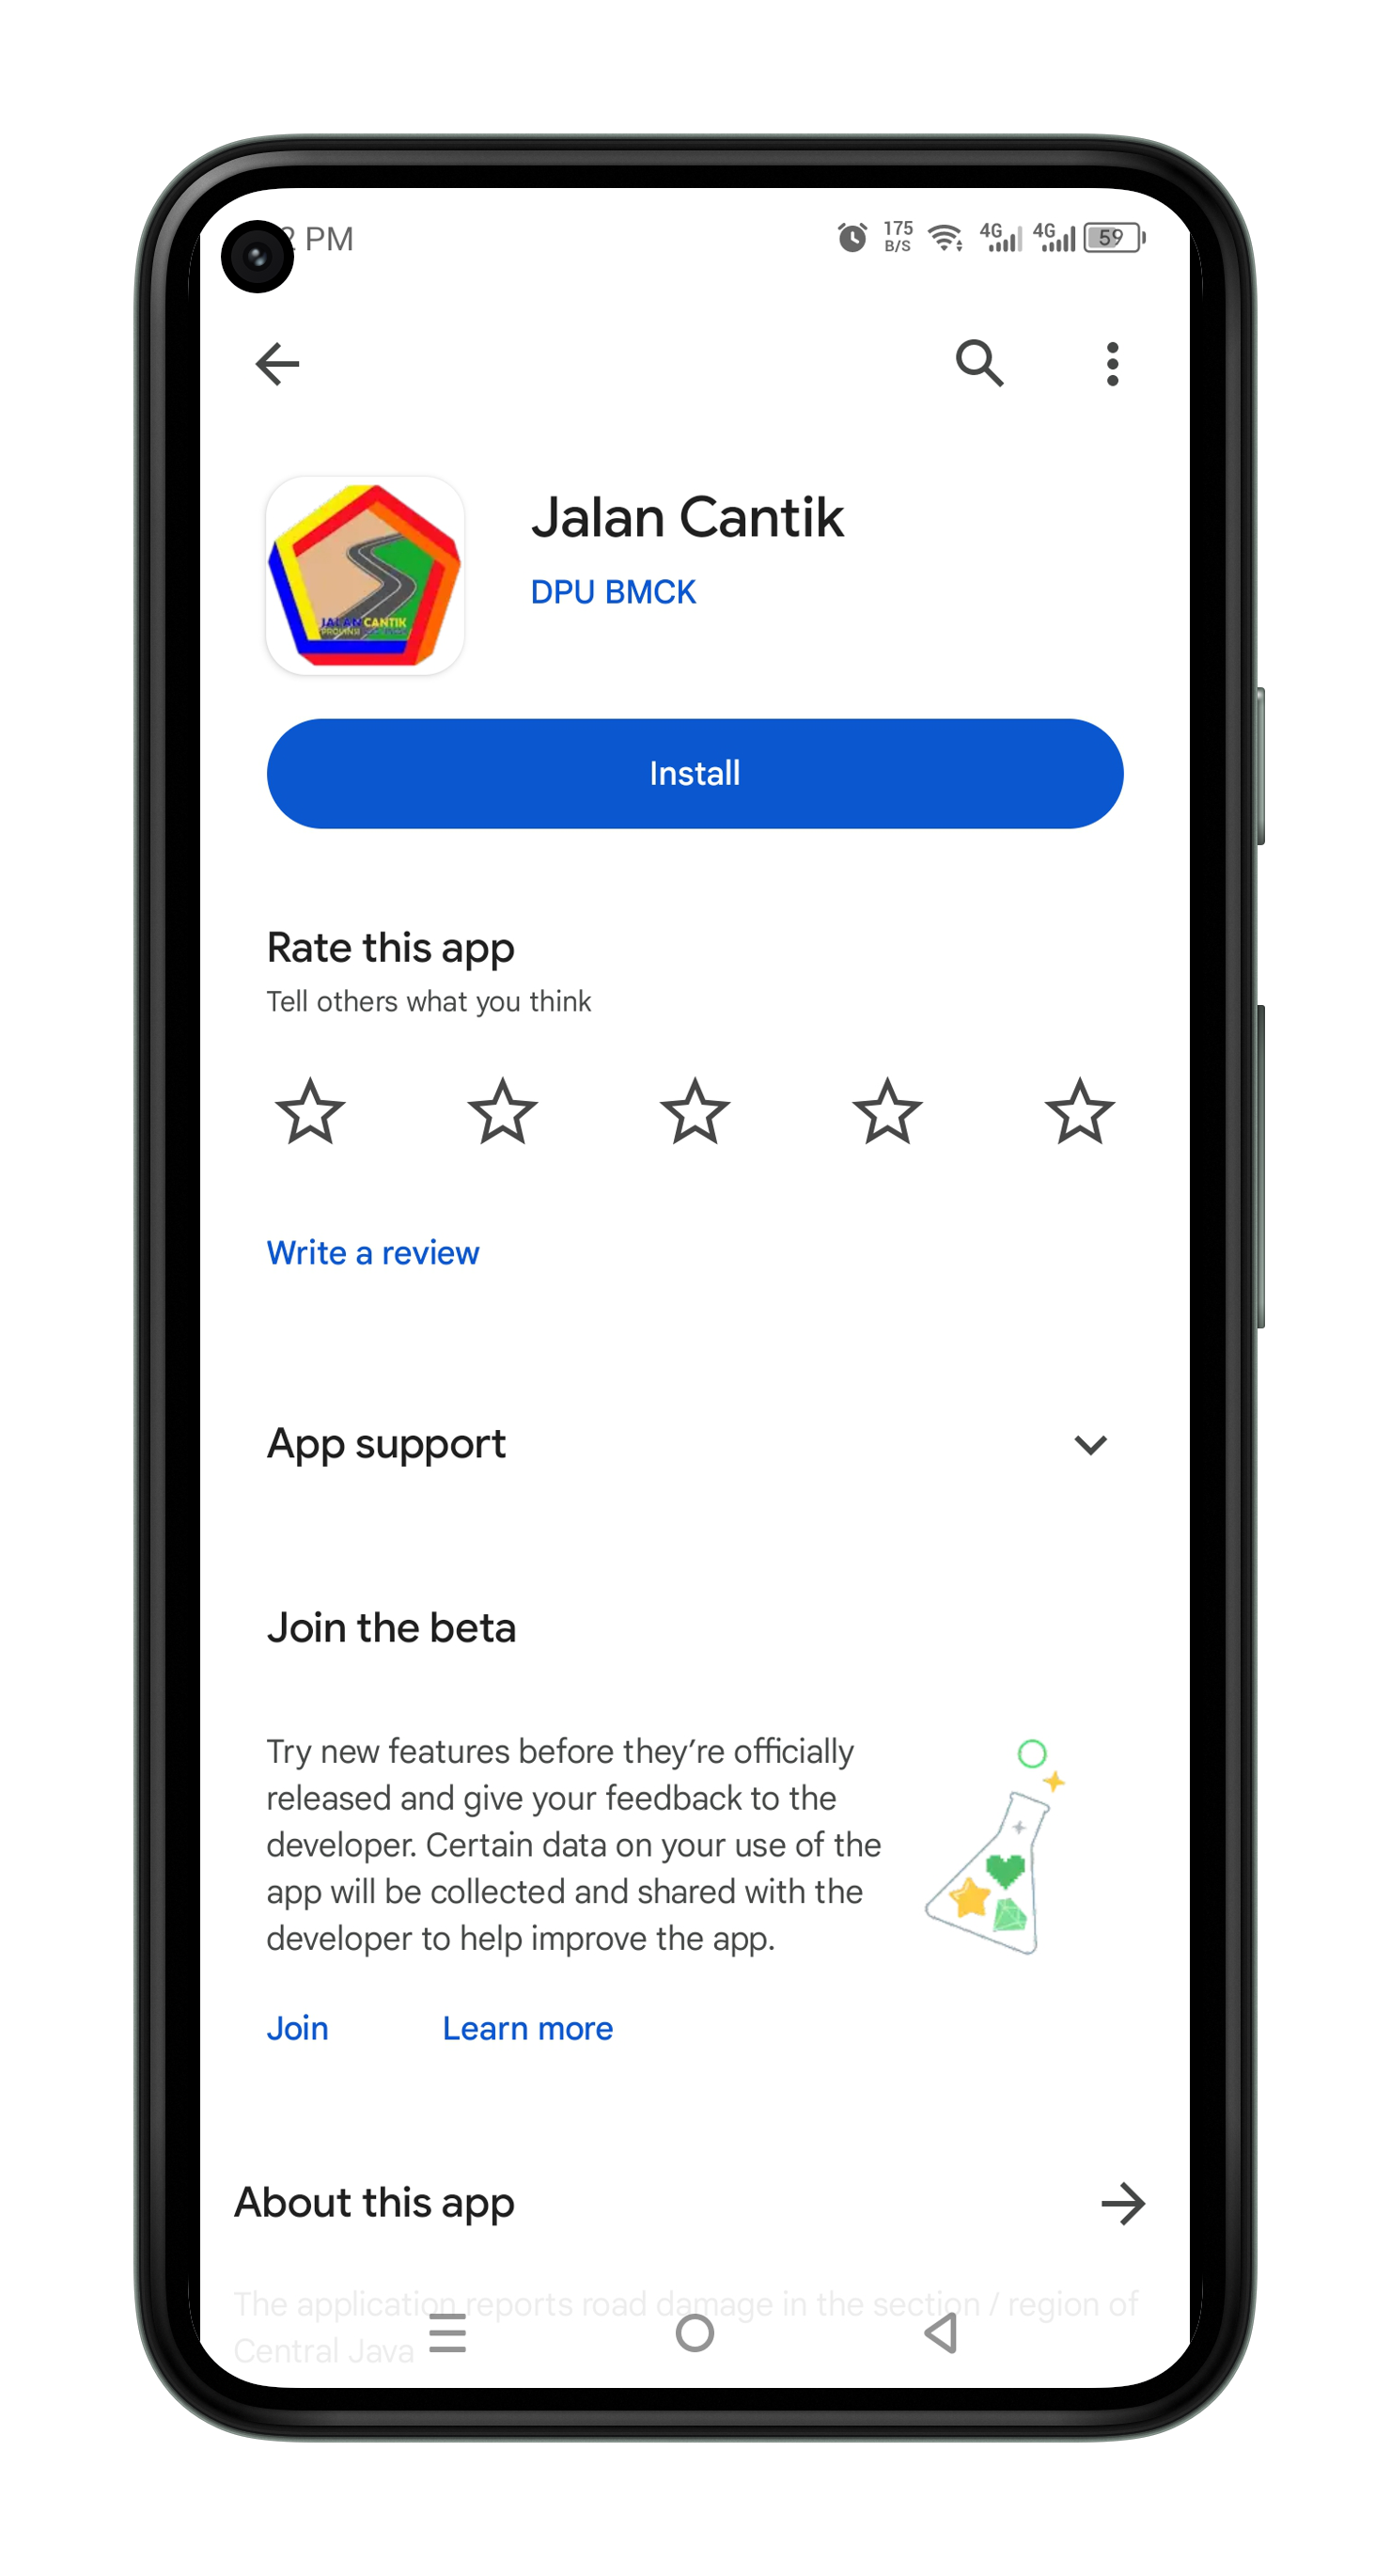 PM
175
B/S
4G
4G
59
Jalan Cantik
DPU BMCK
JALAN CANTIK
PROVINSI
Install
Rate this app
Tell others what you think
Write a review
App support
Join the beta
Try new features before they’re officially
released and give your feedback to the
developer. Certain data on your use of the
app will be collected and shared with the
developer to help improve the app.
Join
Learn more
About this app
The application reports road damage in the section / region of
Central Java